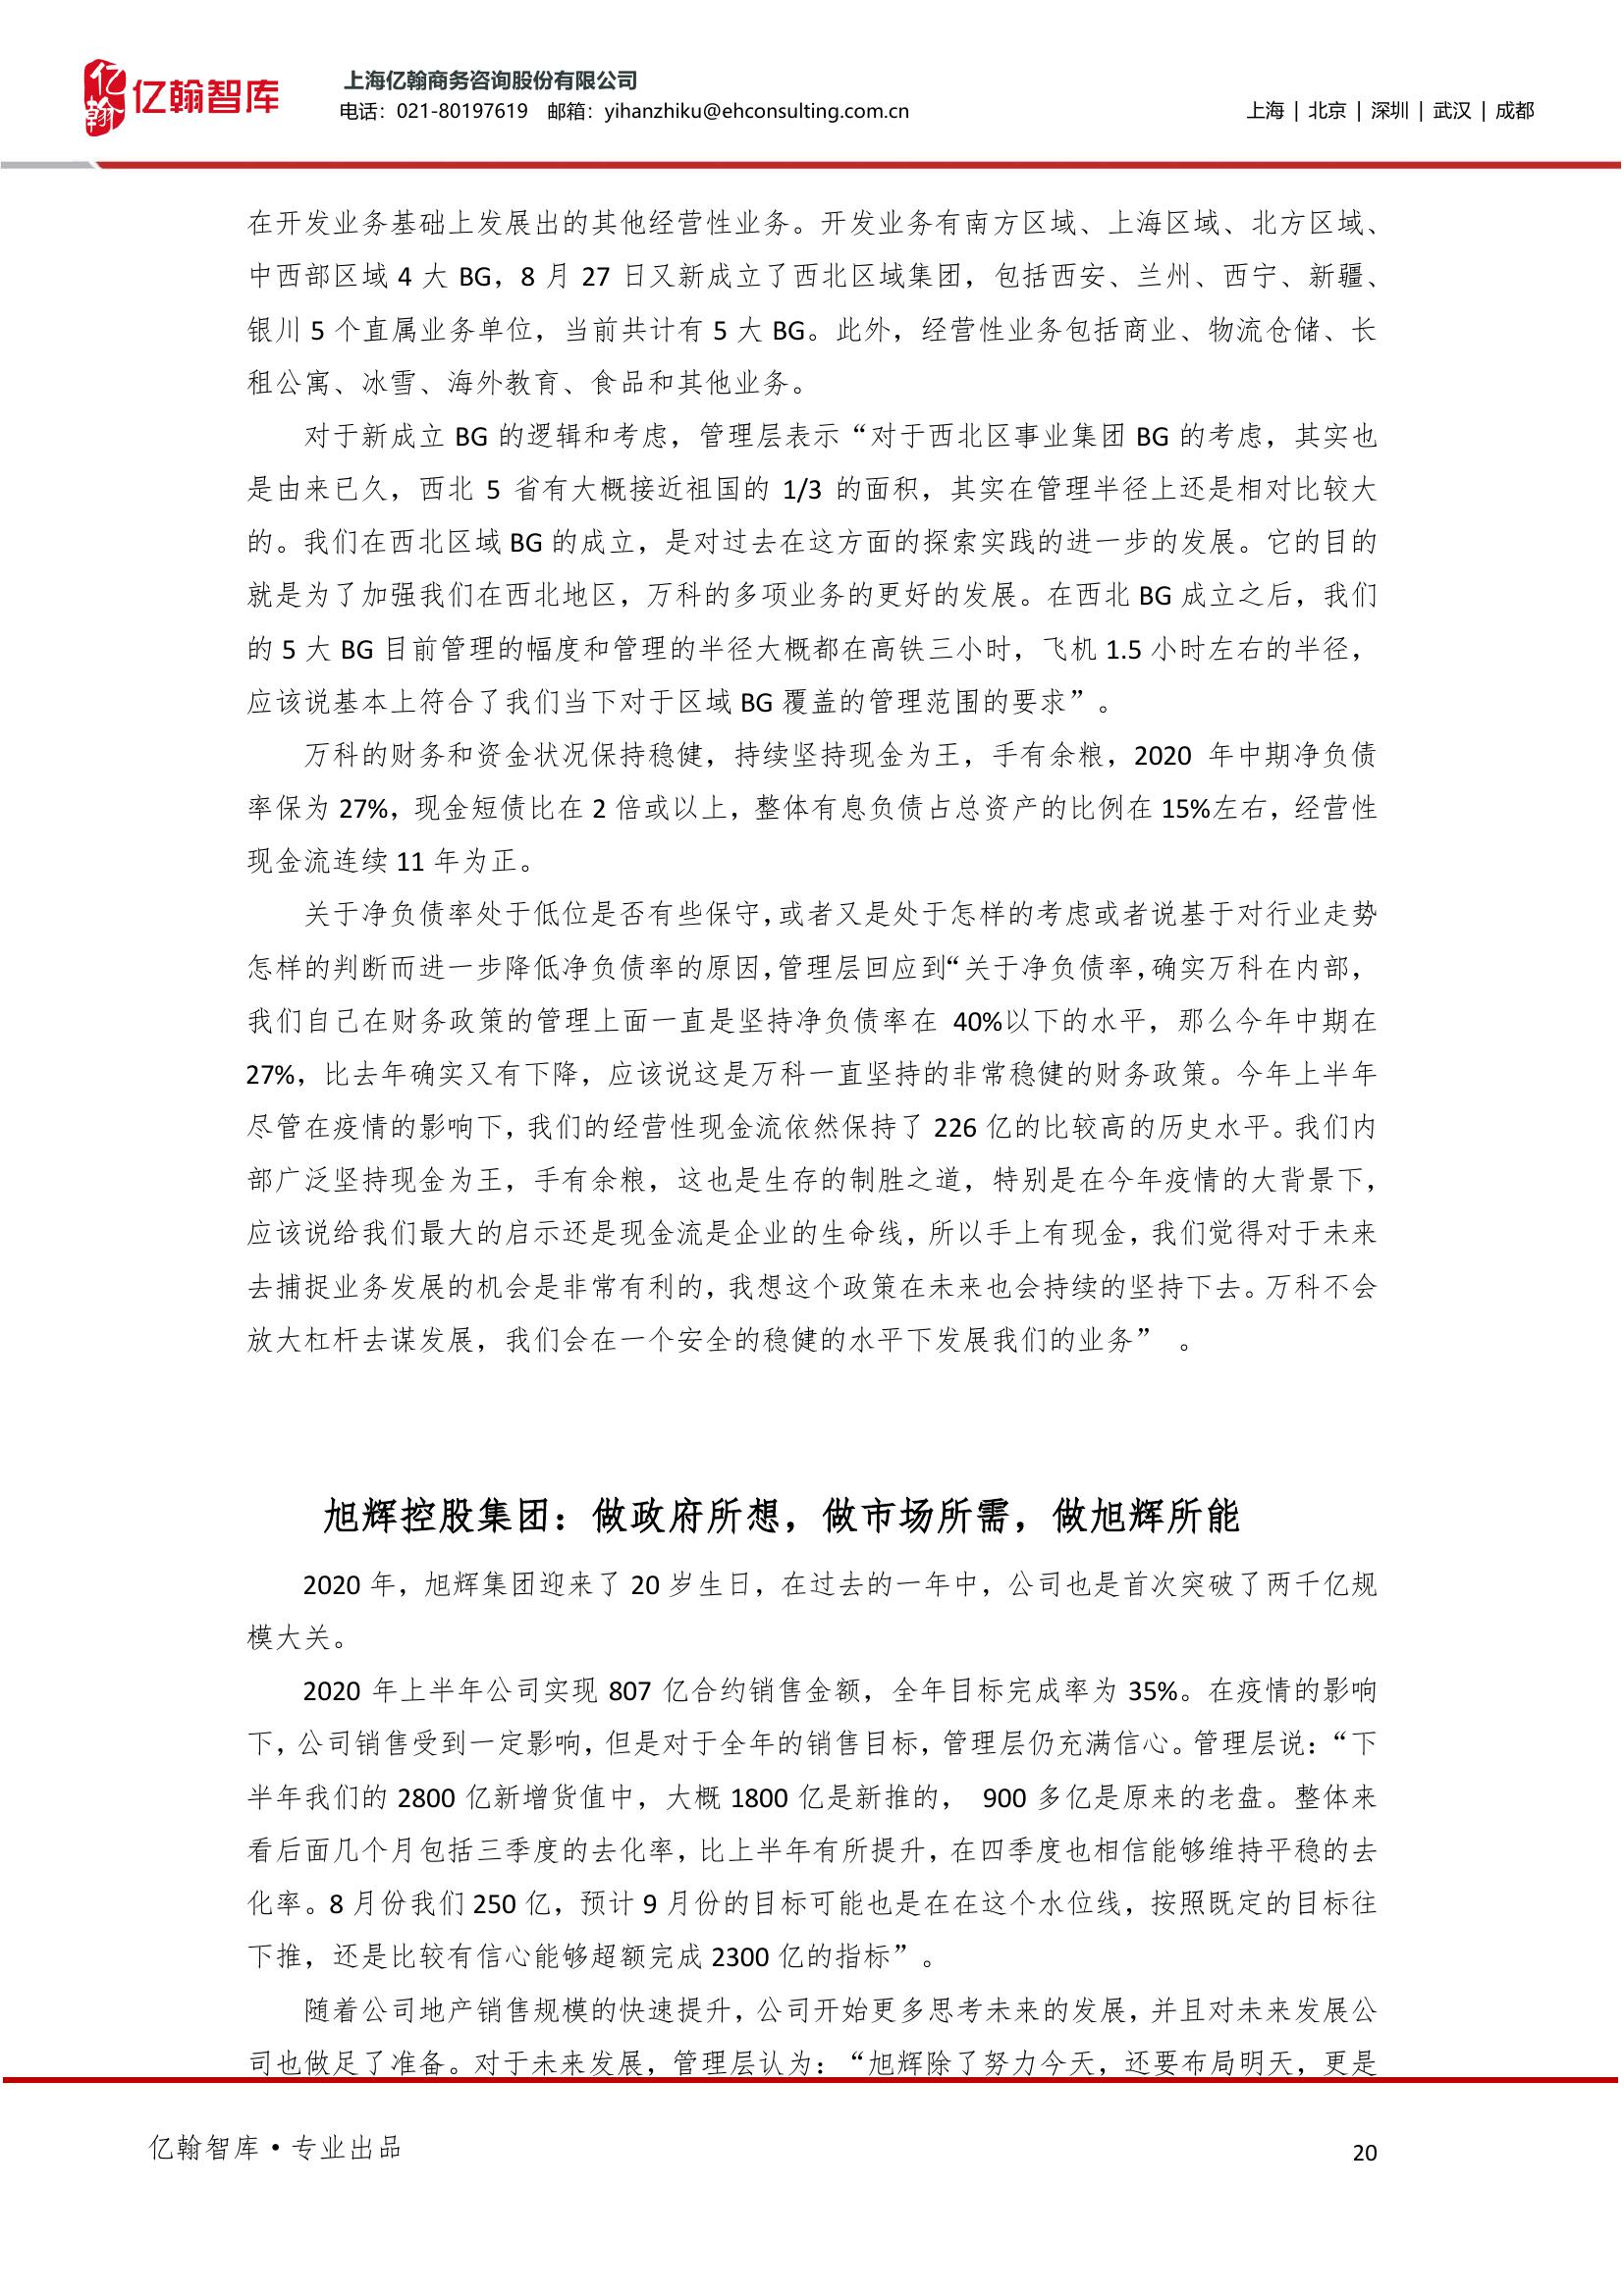 亿翰
亿翰智库
上海亿翰商务咨询股份有限公司
电话：021-80197619 邮箱：yihanzhiku@ehconsulting.com.cn
上海 | 北京 | 深圳 | 武汉 | 成都
在开发业务基础上发展出的其他经营性业务。开发业务有南方区域、上海区域、北方区域、
中西部区域 4 大 BG，8 月 27 日又新成立了西北区域集团，包括西安、兰州、西宁、新疆、
银川 5 个直属业务单位，当前共计有 5 大 BG。此外，经营性业务包括商业、物流仓储、长
租公寓、冰雪、海外教育、食品和其他业务。
对于新成立 BG 的逻辑和考虑，管理层表示“对于西北区事业集团 BG 的考虑，其实也
是由来已久，西北 5 省有大概接近祖国的 1/3 的面积，其实在管理半径上还是相对比较大
的。我们在西北区域 BG 的成立，是对过去在这方面的探索实践的进一步的发展。它的目的
就是为了加强我们在西北地区，万科的多项业务的更好的发展。在西北 BG 成立之后，我们
的 5 大 BG 目前管理的幅度和管理的半径大概都在高铁三小时，飞机 1.5 小时左右的半径，
应该说基本上符合了我们当下对于区域 BG 覆盖的管理范围的要求”。
万科的财务和资金状况保持稳健，持续坚持现金为王，手有余粮，2020 年中期净负债
率保为 27%，现金短债比在 2 倍或以上，整体有息负债占总资产的比例在 15%左右，经营性
现金流连续 11 年为正。
关于净负债率处于低位是否有些保守，或者又是处于怎样的考虑或者说基于对行业走势
怎样的判断而进一步降低净负债率的原因，管理层回应到“关于净负债率，确实万科在内部，
我们自己在财务政策的管理上面一直是坚持净负债率在 40%以下的水平，那么今年中期在
27%，比去年确实又有下降，应该说这是万科一直坚持的非常稳健的财务政策。今年上半年
尽管在疫情的影响下，我们的经营性现金流依然保持了 226 亿的比较高的历史水平。我们内
部广泛坚持现金为王，手有余粮，这也是生存的制胜之道，特别是在今年疫情的大背景下，
应该说给我们最大的启示还是现金流是企业的生命线，所以手上有现金，我们觉得对于未来
去捕捉业务发展的机会是非常有利的，我想这个政策在未来也会持续的坚持下去。万科不会
放大杠杆去谋发展，我们会在一个安全的稳健的水平下发展我们的业务” 。
旭辉控股集团：做政府所想，做市场所需，做旭辉所能
2020 年，旭辉集团迎来了 20 岁生日，在过去的一年中，公司也是首次突破了两千亿规
模大关。
2020 年上半年公司实现 807 亿合约销售金额，全年目标完成率为 35%。在疫情的影响
下，公司销售受到一定影响，但是对于全年的销售目标，管理层仍充满信心。管理层说：“下
半年我们的 2800 亿新增货值中，大概 1800 亿是新推的， 900 多亿是原来的老盘。整体来
看后面几个月包括三季度的去化率，比上半年有所提升，在四季度也相信能够维持平稳的去
化率。8 月份我们 250 亿，预计 9 月份的目标可能也是在在这个水位线，按照既定的目标往
下推，还是比较有信心能够超额完成 2300 亿的指标”。
随着公司地产销售规模的快速提升，公司开始更多思考未来的发展，并且对未来发展公
司也做足了准备。对于未来发展，管理层认为：“旭辉除了努力今天，还要布局明天，更是
亿翰智库·专业出品
20